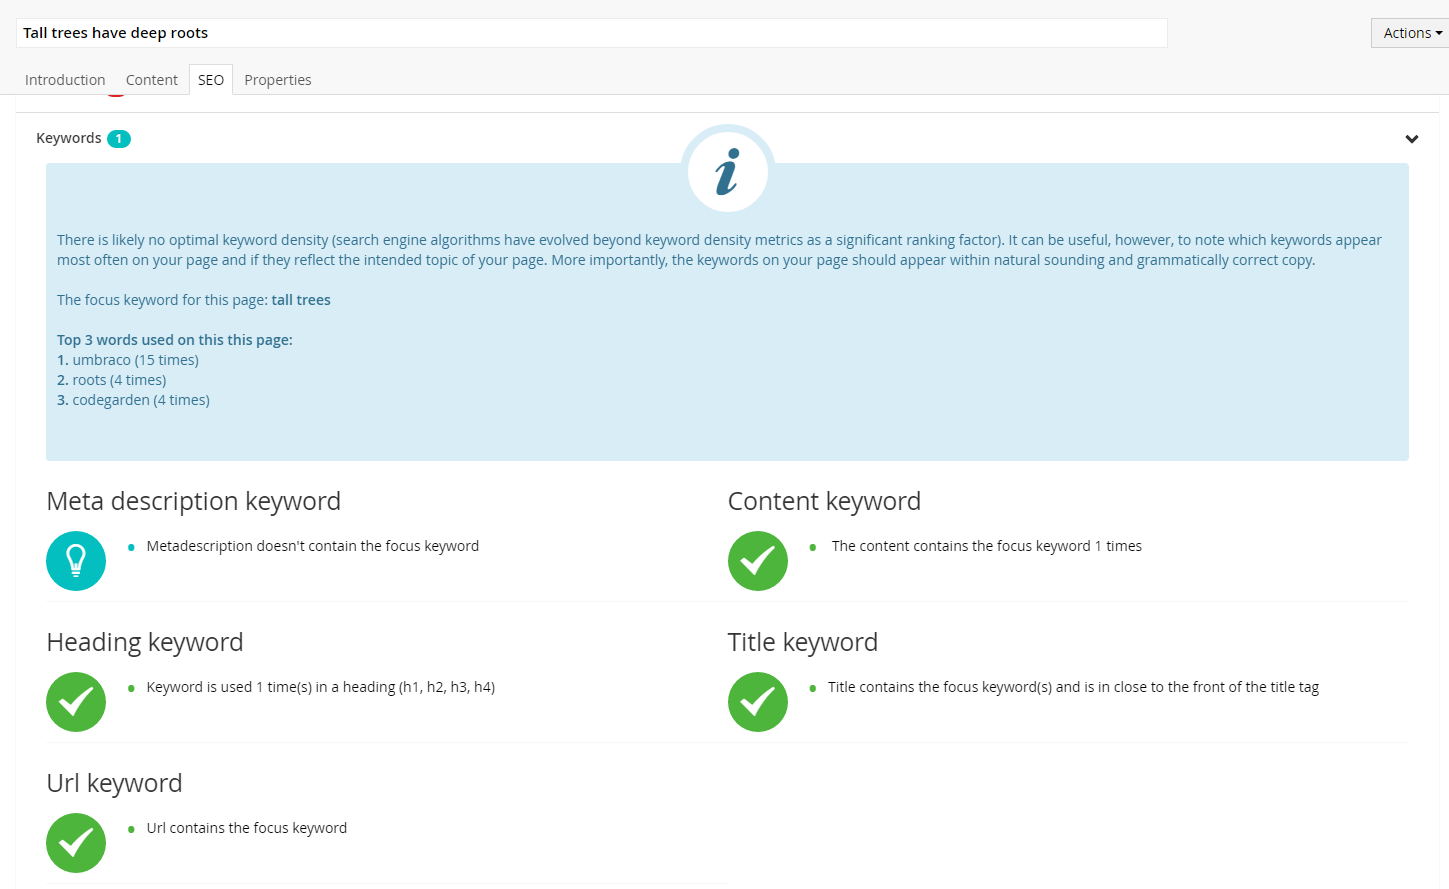 Tall trees have deep roots
Actions
Introduction Content SEO Properties
Keywords 1
i
There is likely no optimal keyword density (search engine algorithms have evolved beyond keyword density metrics as a significant ranking factor). It can be useful, however, to note which keywords appear
most often on your page and if they reflect the intended topic of your page. More importantly, the keywords on your page should appear within natural sounding and grammatically correct copy.
The focus keyword for this page: tall trees
Top 3 words used on this this page:
1. umbraco (15 times)
2. roots (4 times)
3. codegarden (4 times)
Meta description keyword
Metadescription doesn't contain the focus keyword
Content keyword
The content contains the focus keyword 1 times
Heading keyword
Keyword is used 1 time(s) in a heading (h1, h2, h3, h4)
Title keyword
Title contains the focus keyword(s) and is in close to the front of the title tag
Url keyword
Url contains the focus keyword